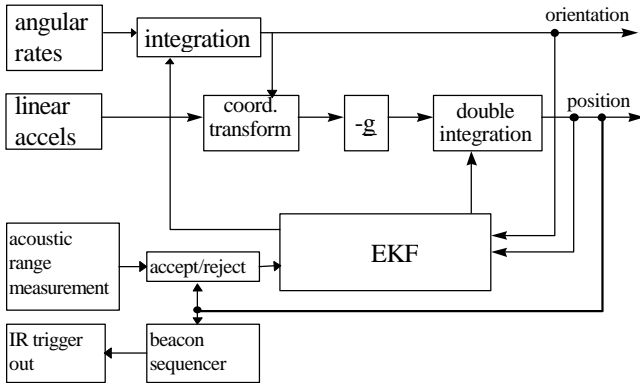 angular
rates
integration
orientation
linear
accels
coord.
transform
-g
double
integration
position
acoustic
range
measurement
accept/reject
EKF
IR trigger
out
beacon
sequencer